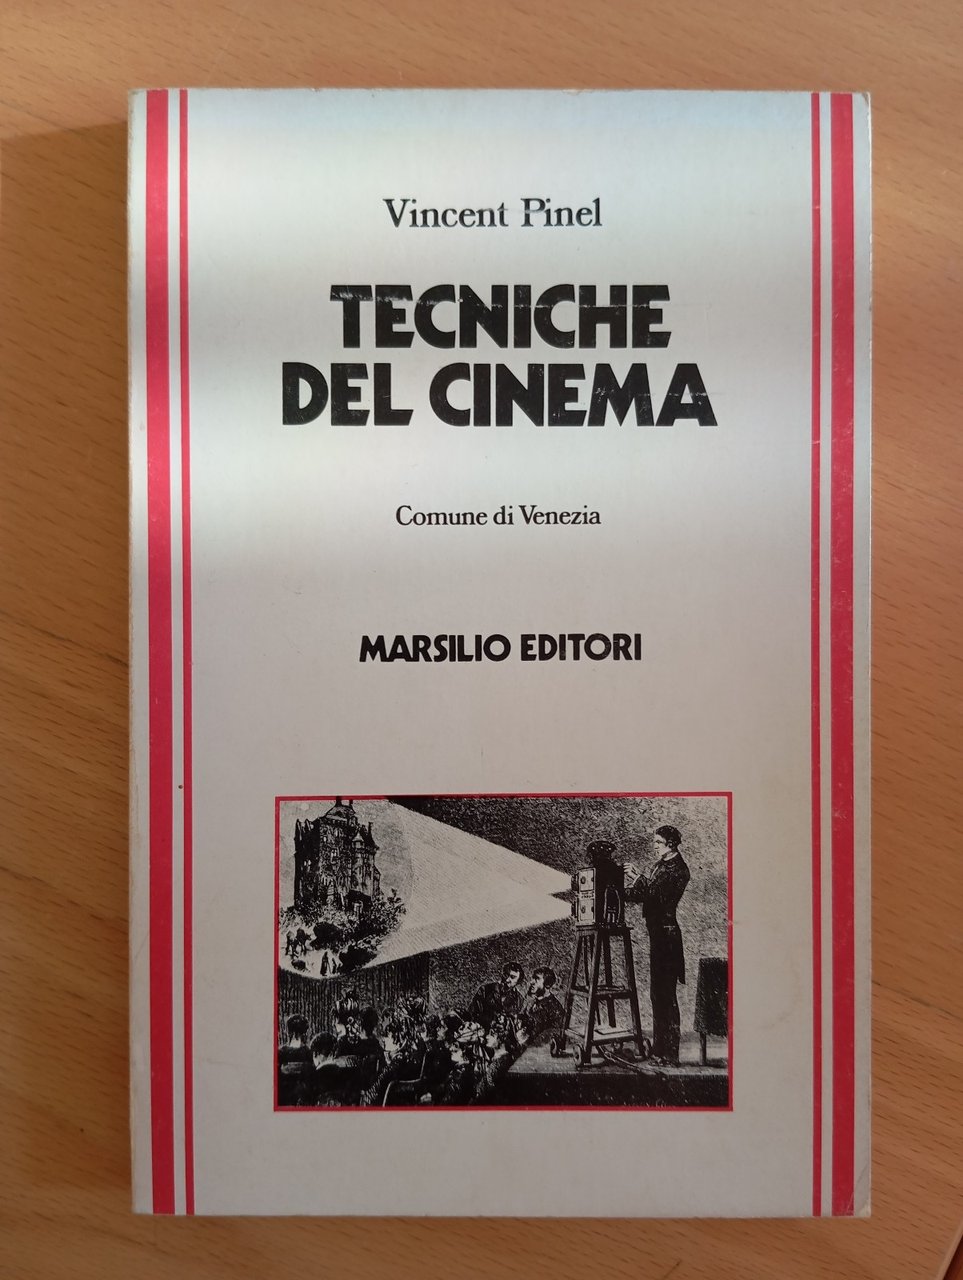 Vincent Pinel
TECNICHE
DEL CINEMA
Comune di Venezia
MARSILIO EDITORI